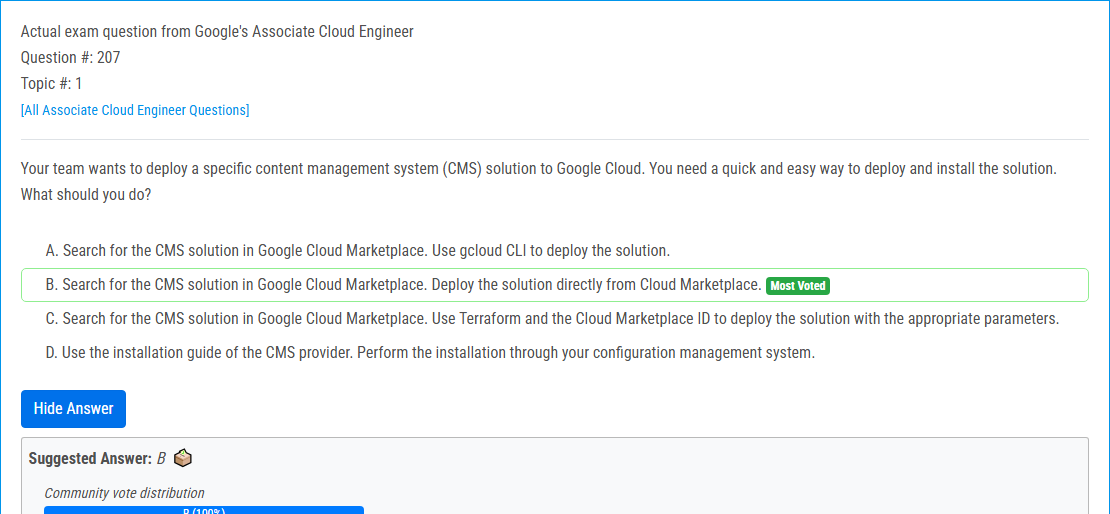 Actual exam question from Google's Associate Cloud Engineer
Question #: 207
Topic #: 1
[All Associate Cloud Engineer Questions]
Your team wants to deploy a specific content management system (CMS) solution to Google Cloud. You need a quick and easy way to deploy and install the solution.
What should you do?
A. Search for the CMS solution in Google Cloud Marketplace. Use gcloud CLI to deploy the solution.
B. Search for the CMS solution in Google Cloud Marketplace. Deploy the solution directly from Cloud Marketplace. Most Voted
C. Search for the CMS solution in Google Cloud Marketplace. Use Terraform and the Cloud Marketplace ID to deploy the solution with the appropriate parameters.
D. Use the installation guide of the CMS provider. Perform the installation through your configuration management system.
Hide Answer
Suggested Answer: B
Community vote distribution
B (100%)